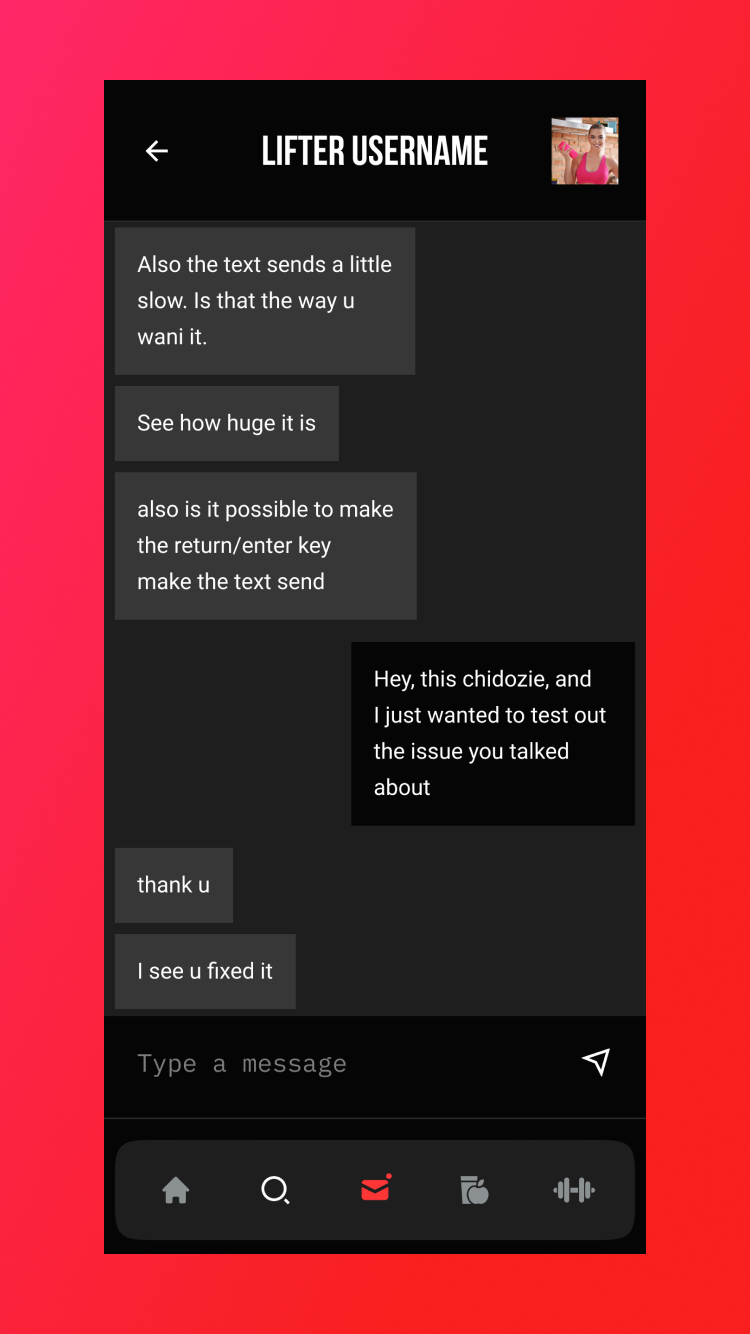 LIFTER USERNAME
Also the text sends a little
slow. Is that the way u
wani it.
See how huge it is
also is it possible to make
the return/enter key
make the text send
Hey, this chidozie, and
I just wanted to test out
the issue you talked
about
thank u
I see u fixed it
Type a message